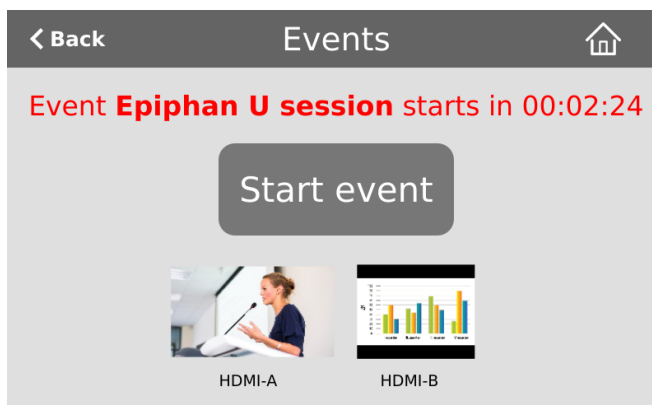 Back
Events
Event Epiphan U session starts in 00:02:24
Start event
HDMI-A
HDMI-B